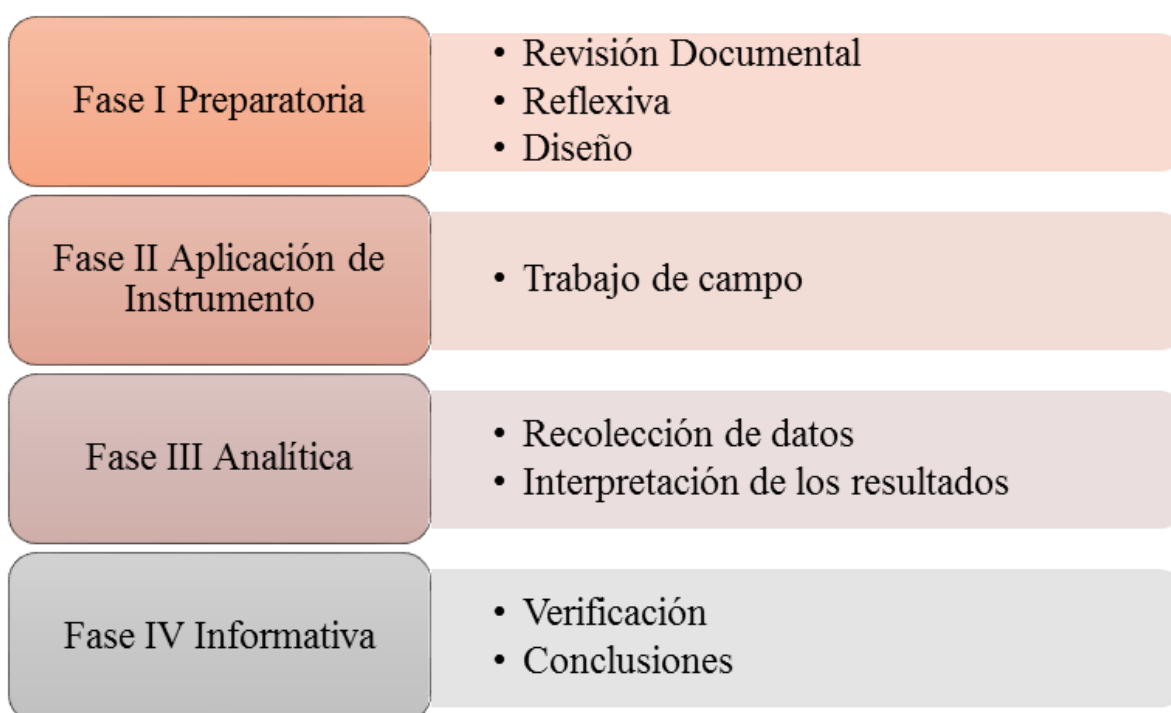 Fase I Preparatoria
• Revisión Documental
• Reflexiva
• Diseño
Fase II Aplicación de
Instrumento
• Trabajo de campo
Fase III Analítica
• Recolección de datos
• Interpretación de los resultados
Fase IV Informativa
• Verificación
• Conclusiones